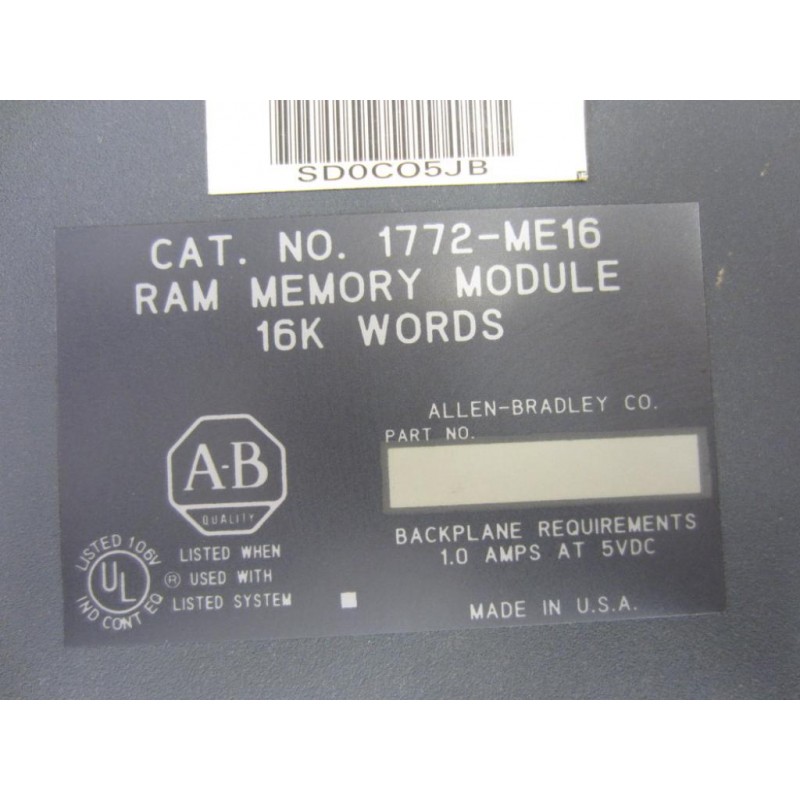 SD0CO5JB
CAT. NO. 1772-ME16
RAM MEMORY MODULE
16K WORDS
ALLEN-BRADLEY CO.
PART NO.
A-B
QUALITY
BACKPLANE REQUIREMENTS
1.0 AMPS AT 5VDC
LISTED 106V
UL
IND CONT EQ
®
LISTED WHEN
USED WITH
LISTED SYSTEM
MADE IN U.S.A.